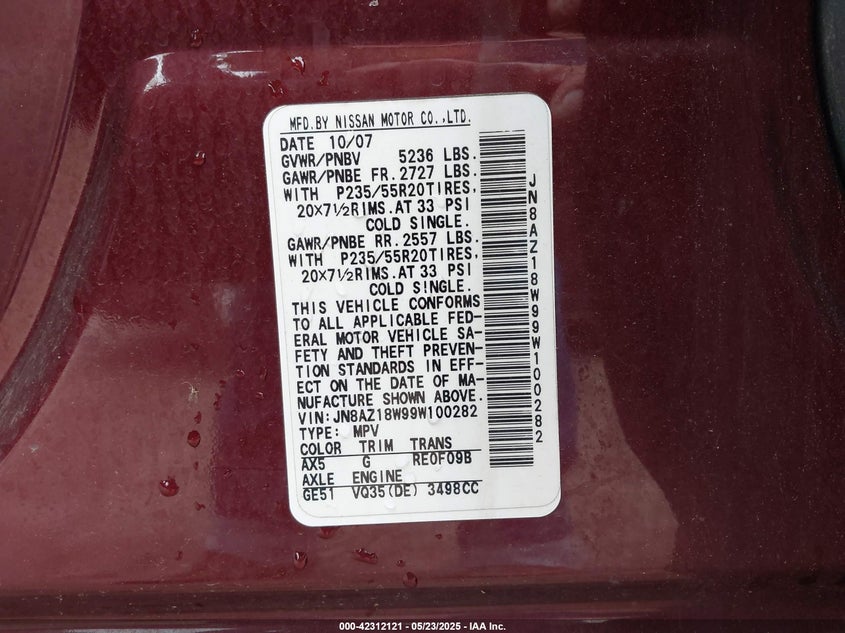 MFD.BY NISSAN MOTOR CO.,LTD.
DATE 10/07
GVWR/PNBV 5236 LBS.
GAWR/PNBE FR.2727 LBS.
WITH P235/55R20TIRES,
20X7½RIMS.AT 33 PSI
COLD SINGLE.
GAWR/PNBE RR.2557 LBS.
WITH P235/55R20TIRES,
20X7½RIMS.AT 33 PSI
COLD SINGLE.
THIS VEHICLE CONFORMS
TO ALL APPLICABLE FED-
ERAL MOTOR VEHICLE SA-
FETY AND THEFT PREVEN-
TION STANDARDS IN EFF-
ECT ON THE DATE OF MA-
NUFACTURE SHOWN ABOVE.
VIN:JN8AZ18W99W100282
TYPE: MPV
COLOR TRIM TRANS
AX5 G RE0F09B
AXLE ENGINE
GE51 VQ35(DE) 3498CC
JN8AZ18W99W100282
000-42312121 - 05/23/2025 - IAA Inc.